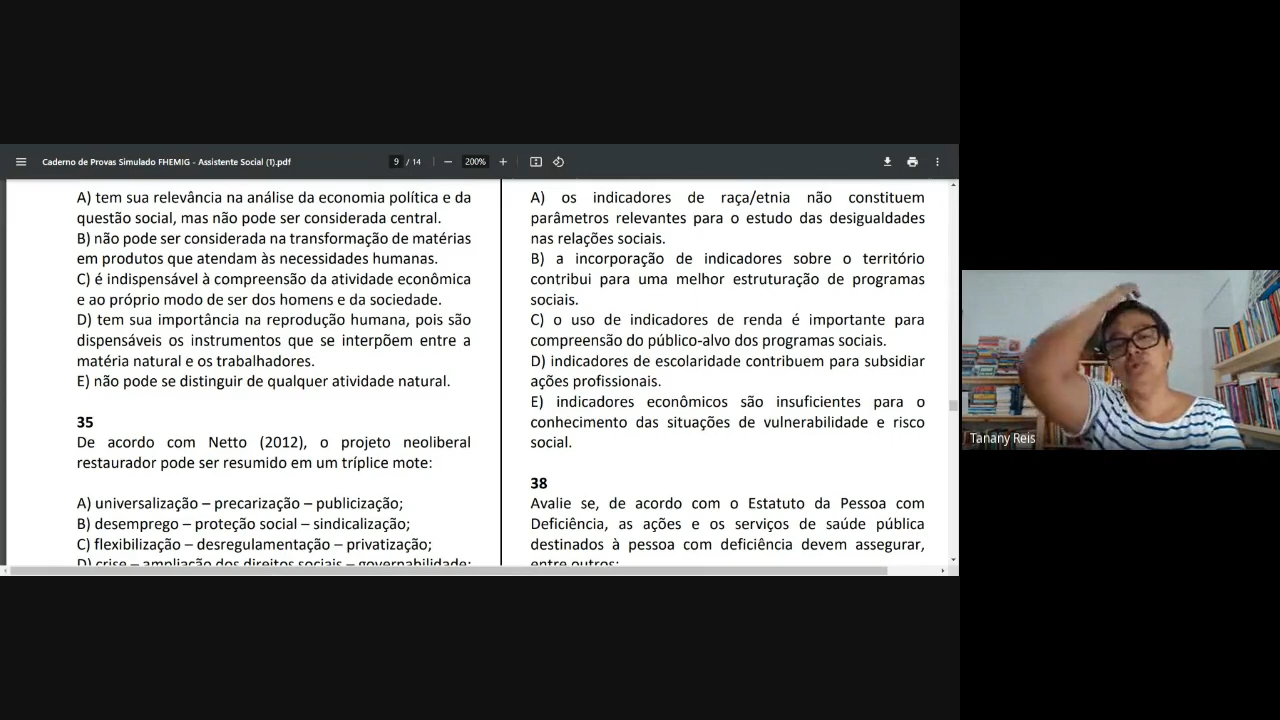 Caderno de Provas Simulado FHEMIG - Assistente Social (1).pdf
9 / 14
200%
A) tem sua relevância na análise da economia política e da
questão social, mas não pode ser considerada central.
B) não pode ser considerada na transformação de matérias
em produtos que atendam às necessidades humanas.
C) é indispensável à compreensão da atividade econômica
e ao próprio modo de ser dos homens e da sociedade.
D) tem sua importância na reprodução humana, pois são
dispensáveis os instrumentos que se interpõem entre a
matéria natural e os trabalhadores.
E) não pode se distinguir de qualquer atividade natural.
35
De acordo com Netto (2012), o projeto neoliberal
restaurador pode ser resumido em um tríplice mote:
A) universalização – precarização – publicização;
B) desemprego – proteção social – sindicalização;
C) flexibilização – desregulamentação – privatização;
D) crise – ampliação dos direitos sociais – governabilidade;
A) os indicadores de raça/etnia não constituem
parâmetros relevantes para o estudo das desigualdades
nas relações sociais.
B) a incorporação de indicadores sobre o território
contribui para uma melhor estruturação de programas
sociais.
C) o uso de indicadores de renda é importante para
compreensão do público-alvo dos programas sociais.
D) indicadores de escolaridade contribuem para subsidiar
ações profissionais.
E) indicadores econômicos são insuficientes para o
conhecimento das situações de vulnerabilidade e risco
social.
38
Avalie se, de acordo com o Estatuto da Pessoa com
Deficiência, as ações e os serviços de saúde pública
destinados à pessoa com deficiência devem assegurar,
entre outros:
Tanany Reis